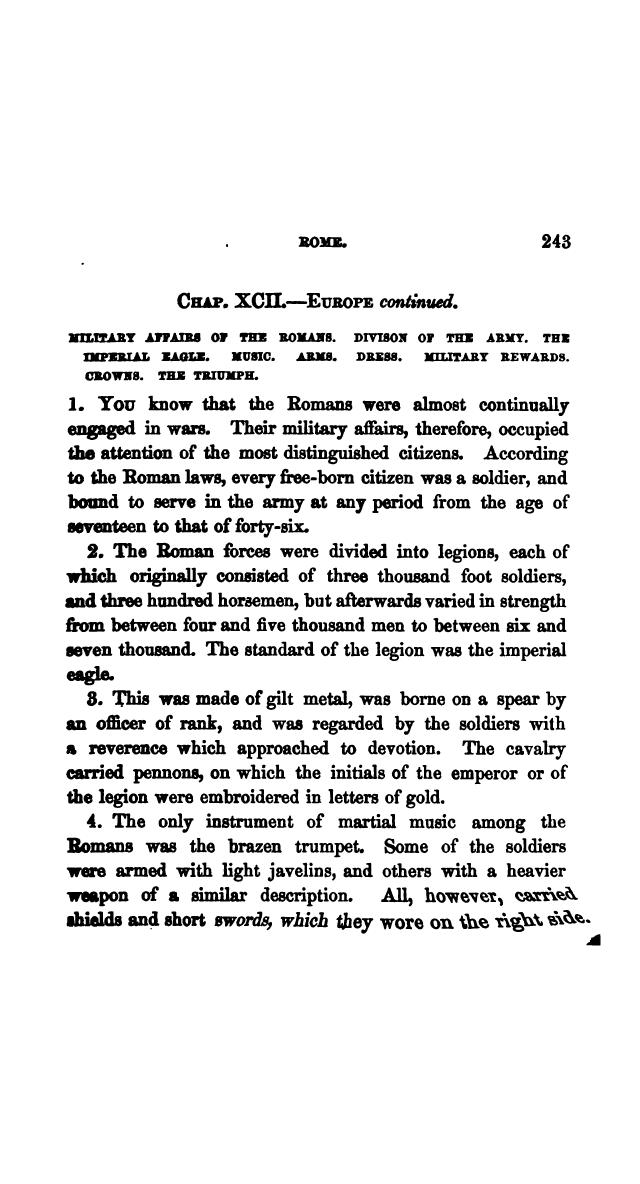 ROME. 243
CHAP. XCII.—EUROPE continued.
MILITARY AFFAIRS OF THE ROMANS. DIVISON OF THE ARMY. THE
IMPERIAL EAGLE. MUSIC. ARMS. DRESS. MILITARY REWARDS.
CROWNS. THE TRIUMPH.
1. YOU know that the Romans were almost continually
engaged in wars. Their military affairs, therefore, occupied
the attention of the most distinguished citizens. According
to the Roman laws, every free-born citizen was a soldier, and
bound to serve in the army at any period from the age of
seventeen to that of forty-six.
2. The Roman forces were divided into legions, each of
which originally consisted of three thousand foot soldiers,
and three hundred horsemen, but afterwards varied in strength
from between four and five thousand men to between six and
seven thousand. The standard of the legion was the imperial
eagle.
3. This was made of gilt metal, was borne on a spear by
an officer of rank, and was regarded by the soldiers with
a reverence which approached to devotion. The cavalry
carried pennons, on which the initials of the emperor or of
the legion were embroidered in letters of gold.
4. The only instrument of martial music among the
Romans was the brazen trumpet. Some of the soldiers
were armed with light javelins, and others with a heavier
weapon of a similar description. All, however, carried
shields and short swords, which they wore on the right side.